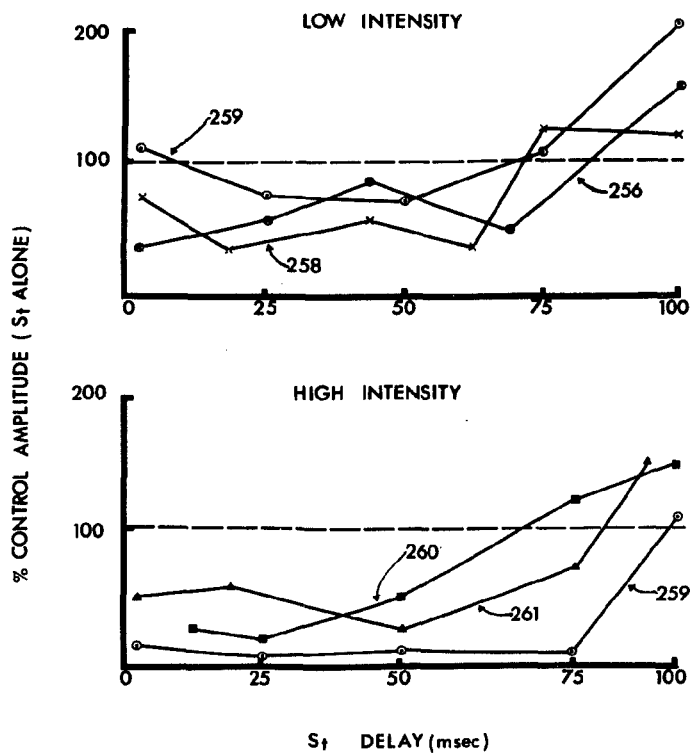 LOW INTENSITY
200
100
259
258
256
0 25 50 75 100
% CONTROL AMPLITUDE (St ALONE)
HIGH INTENSITY
200
100
260
261
259
0 25 50 75 100
St DELAY (msec)